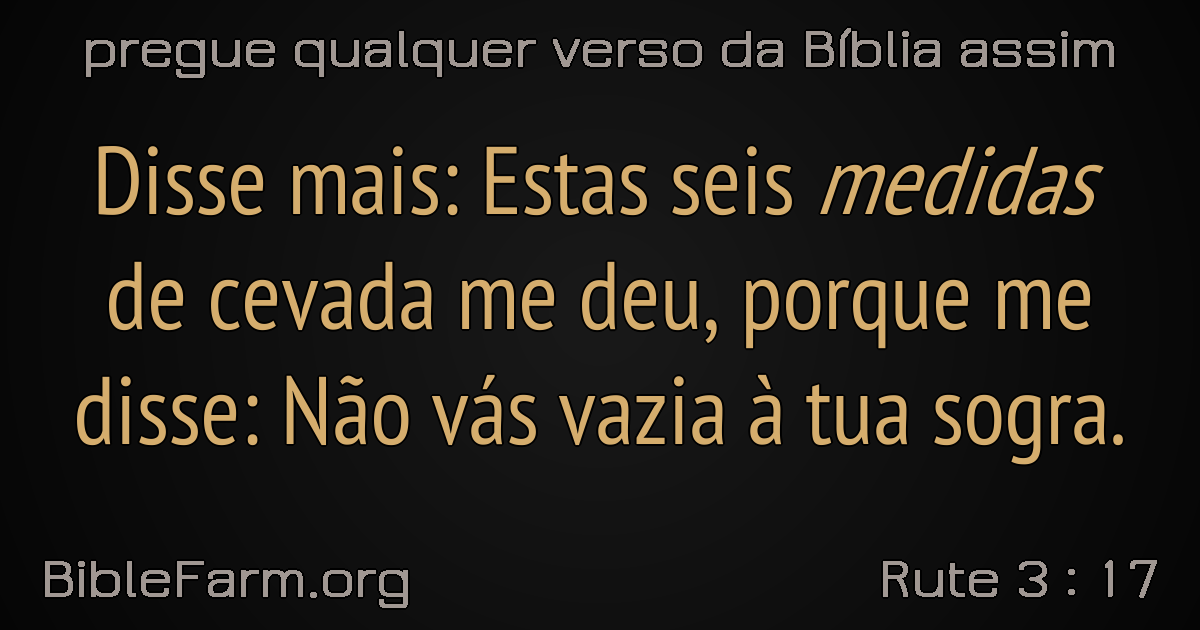 pregue qualquer verso da Bíblia assim
Disse mais: Estas seis medidas
de cevada me deu, porque me
disse: Não vás vazia à tua sogra.
BibleFarm.org
Rute 3 : 17